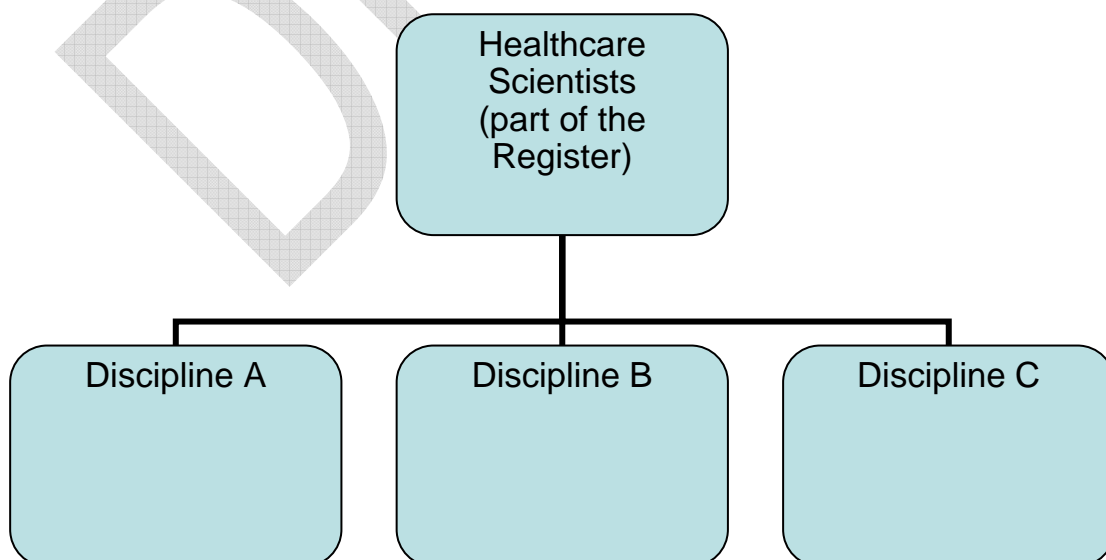 Healthcare
Scientists
(part of the
Register)
Discipline A
Discipline B
Discipline C